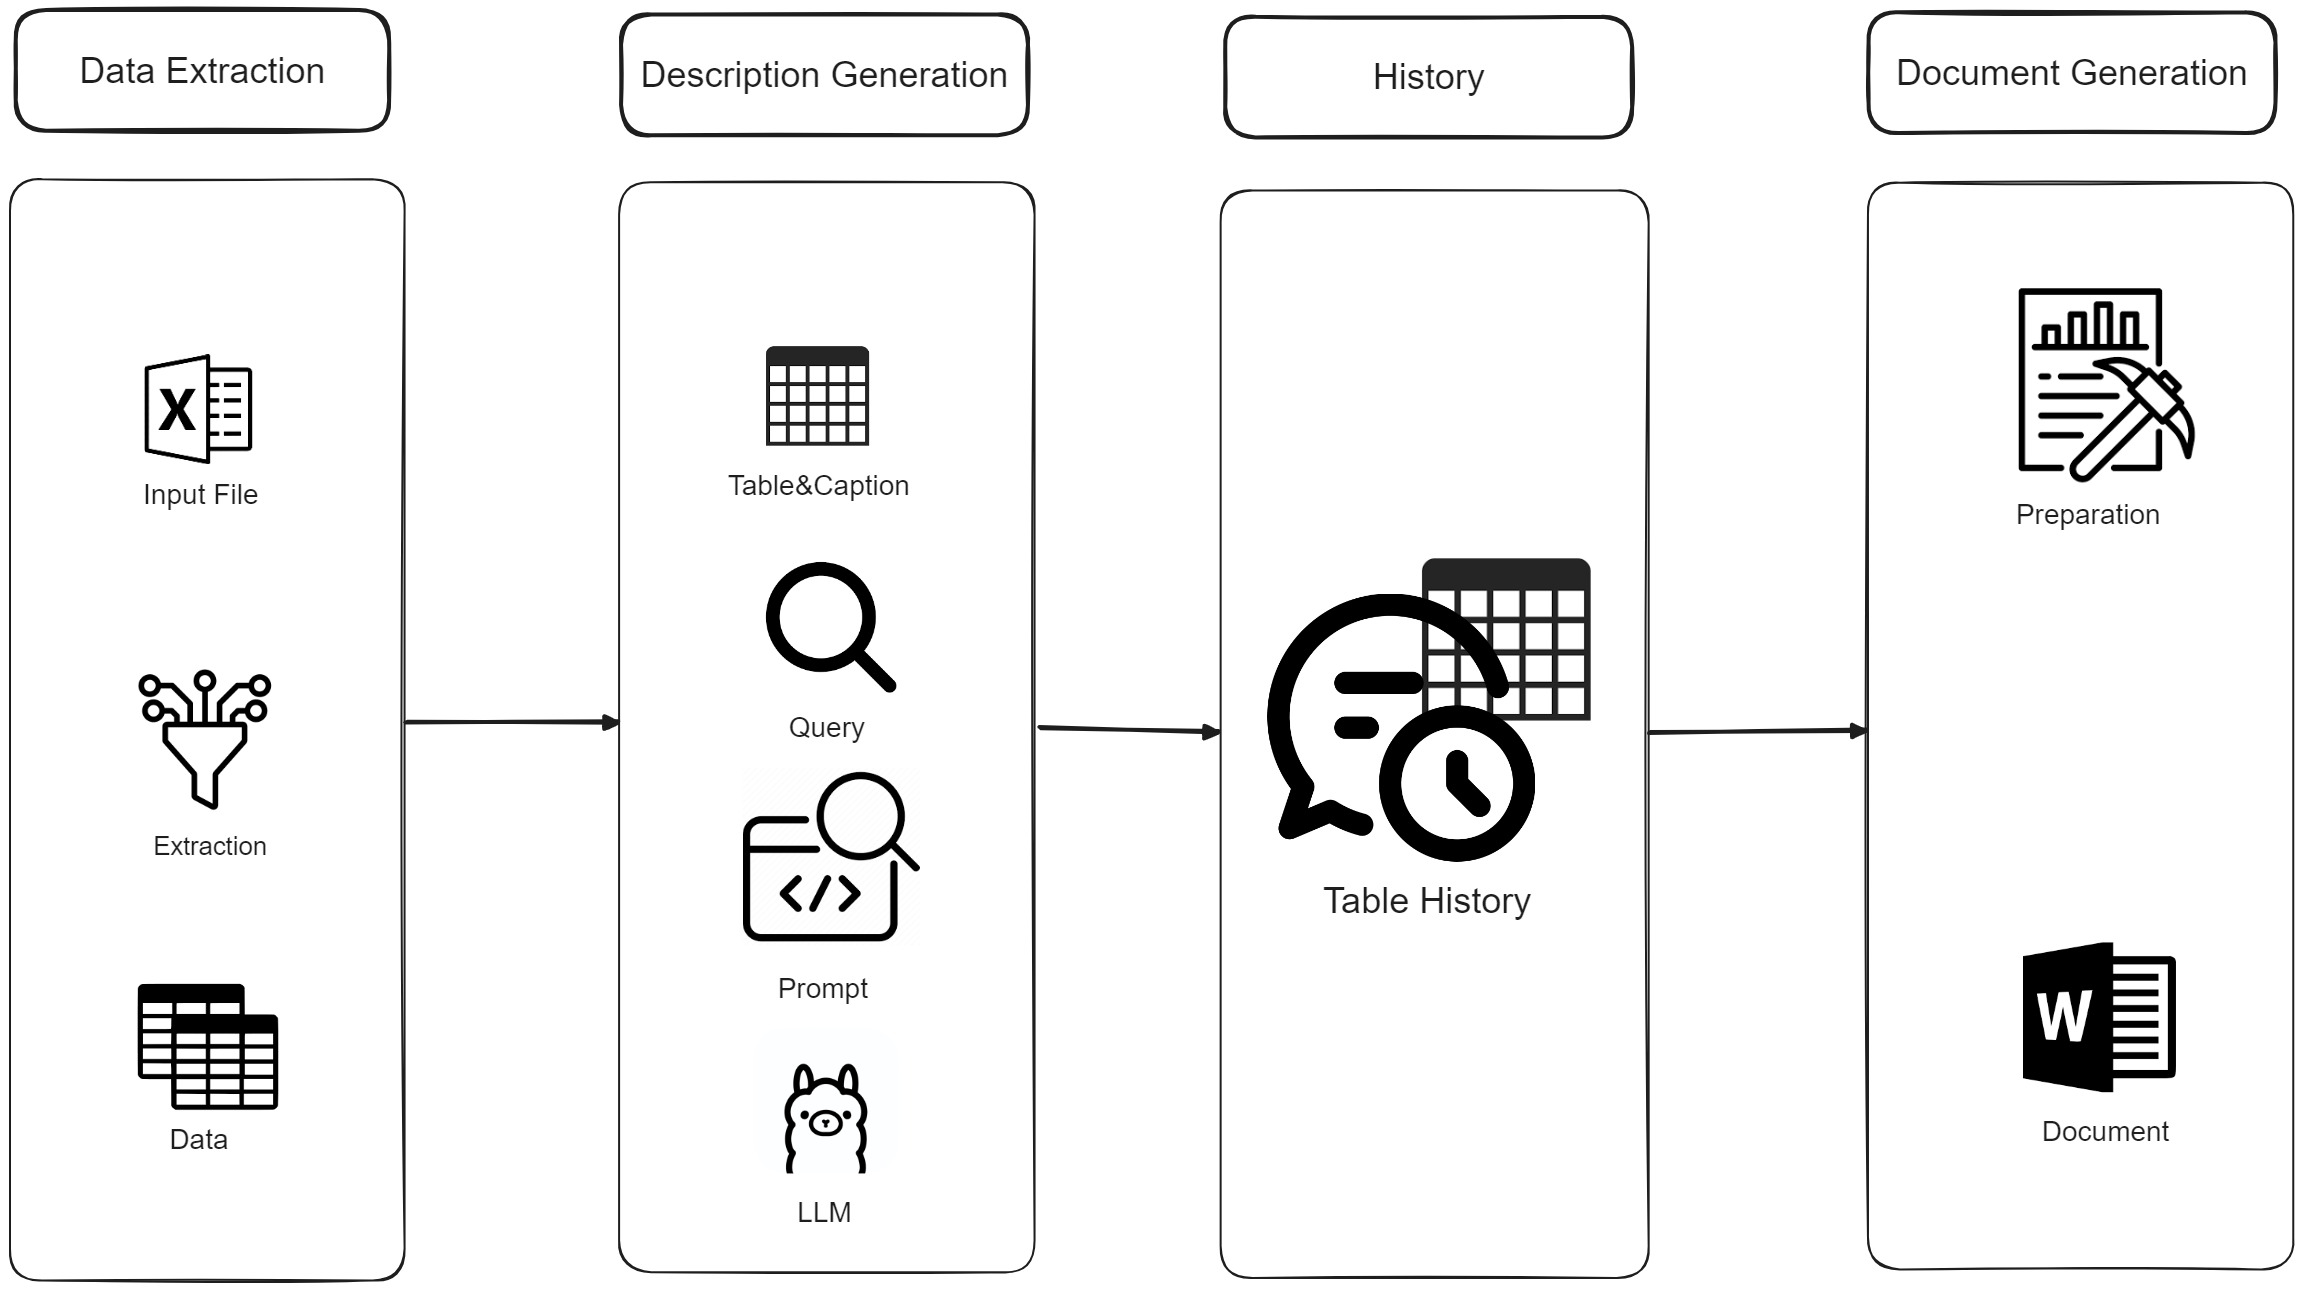 Data Extraction
Description Generation
History
Document Generation
X
Input File
Extraction
Data
Table&Caption
Query
</>
Prompt
LLM
Table History
Preparation
W
Document